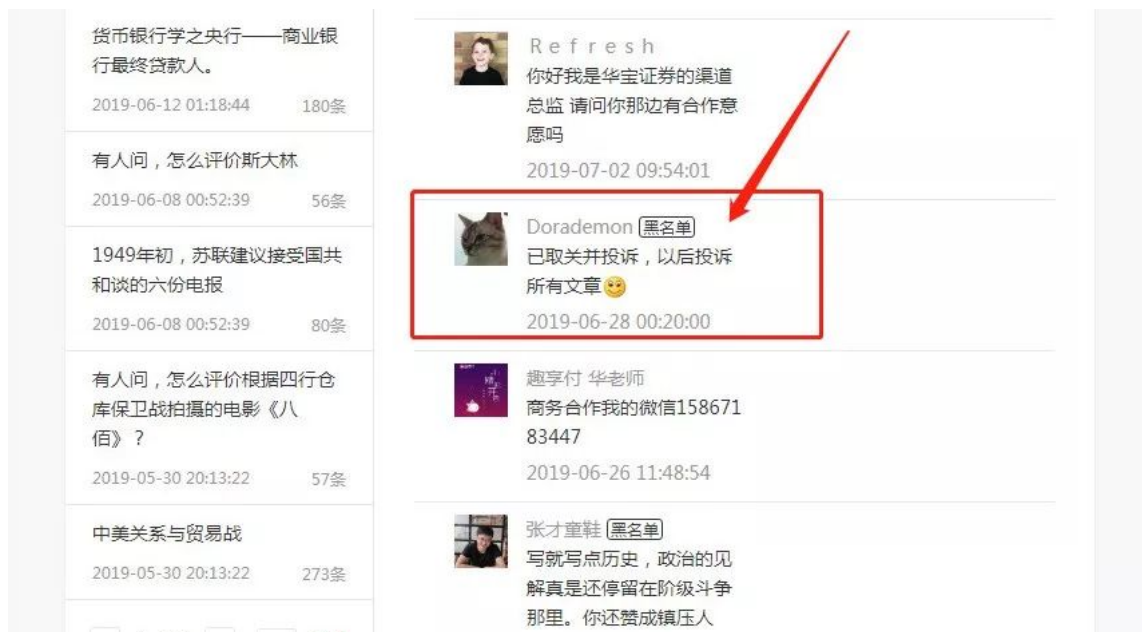 货币银行学之央行——商业银
行最终贷款人。
2019-06-12 01:18:44 180条
有人问，怎么评价斯大林
2019-06-08 00:52:39 56条
1949年初，苏联建议接受国共
和谈的六份电报
2019-06-08 00:52:39 80条
有人问，怎么评价根据四行仓
库保卫战拍摄的电影《八
佰》？
2019-05-30 20:13:22 57条
中美关系与贸易战
2019-05-30 20:13:22 273条
Refresh
你好我是华宝证券的渠道
总监 请问你那边有合作意
愿吗
2019-07-02 09:54:01
Norademon 黑名单
已取关并投诉，以后投诉
所有文章
2019-06-28 00:20:00
趣享付 华老师
商务合作我的微信158671
83447
2019-06-26 11:48:54
张才童鞋 黑名单
写就写点历史，政治的见
解真是还停留在阶级斗争
那里。你还赞成镇压人